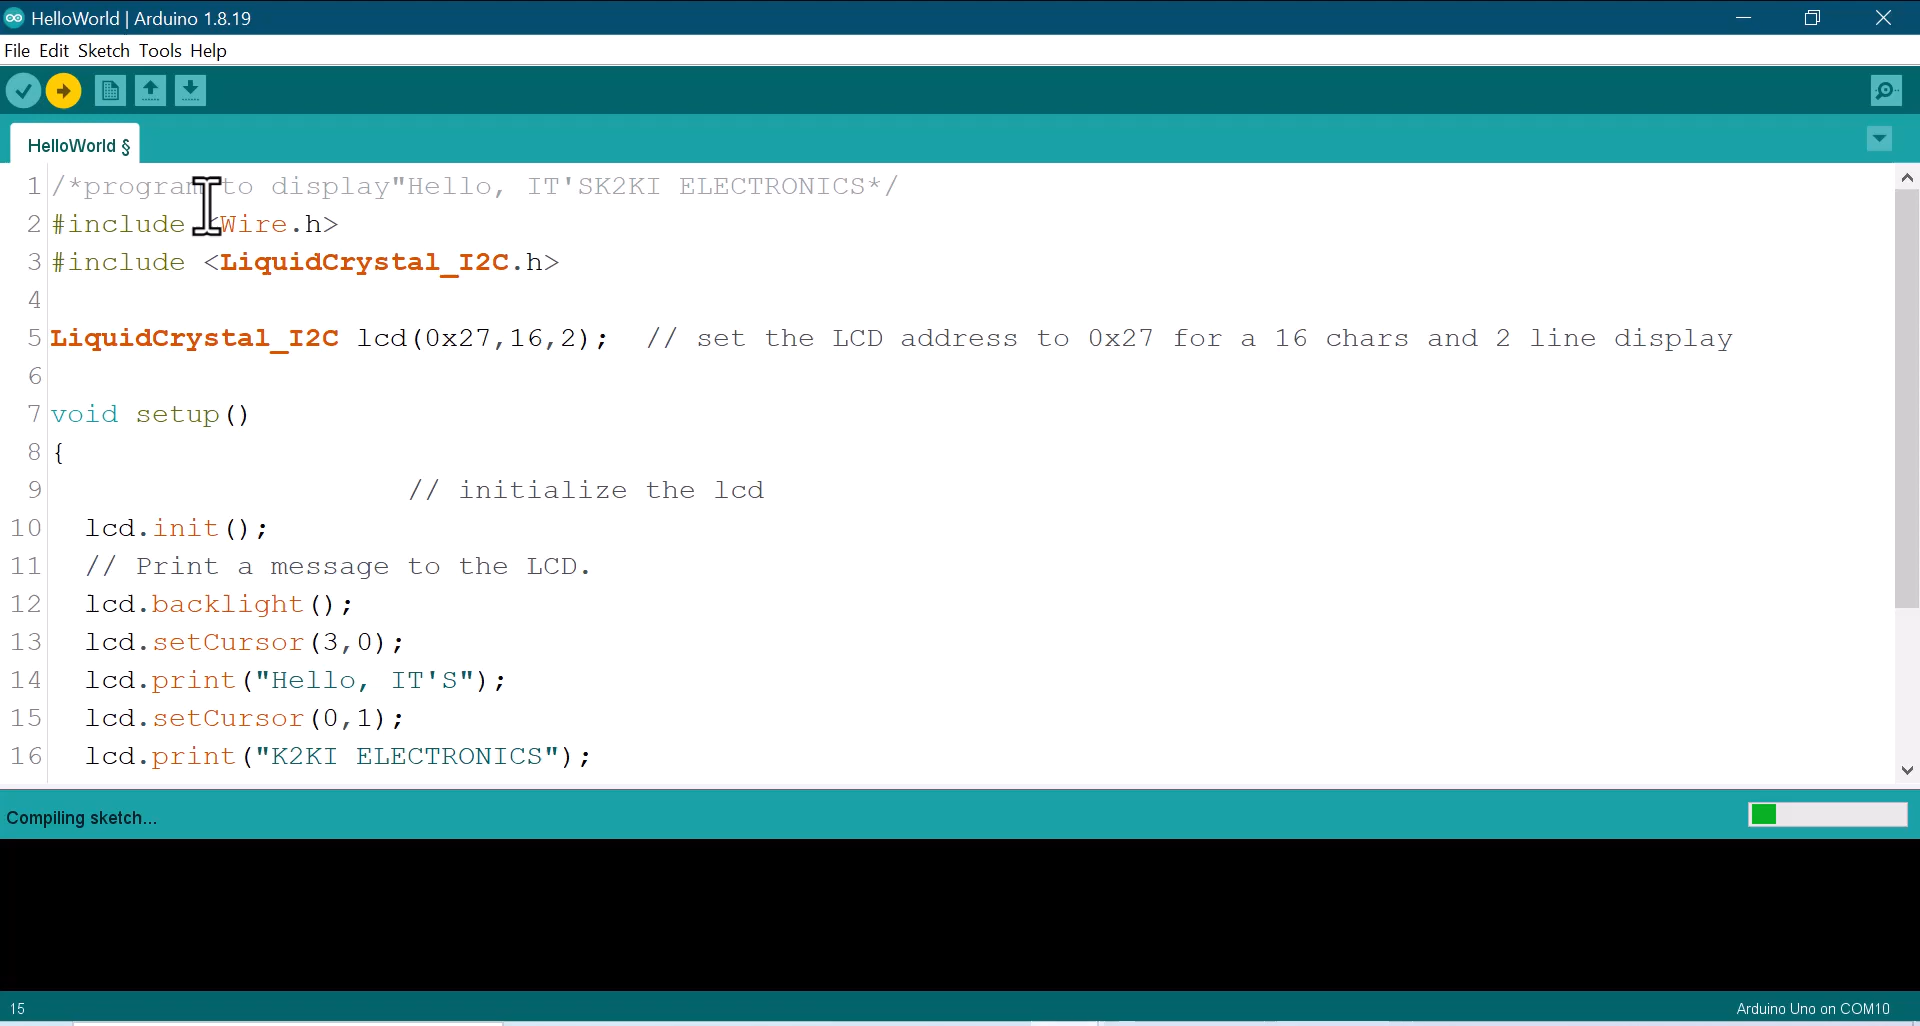 HelloWorld | Arduino 1.8.19
File Edit Sketch Tools Help
HelloWorld §
1 /*program to display"Hello, IT'SK2KI ELECTRONICS*/
2 #include <Wire.h>
3 #include <LiquidCrystal_I2C.h>
4
5 LiquidCrystal_I2C lcd(0x27,16,2);  // set the LCD address to 0x27 for a 16 chars and 2 line display
6
7 void setup()
8 {
9                      // initialize the lcd
10   lcd.init();
11   // Print a message to the LCD.
12   lcd.backlight();
13   lcd.setCursor(3,0);
14   lcd.print("Hello, IT'S");
15   lcd.setCursor(0,1);
16   lcd.print("K2KI ELECTRONICS");
Compiling sketch...
15 Arduino Uno on COM10